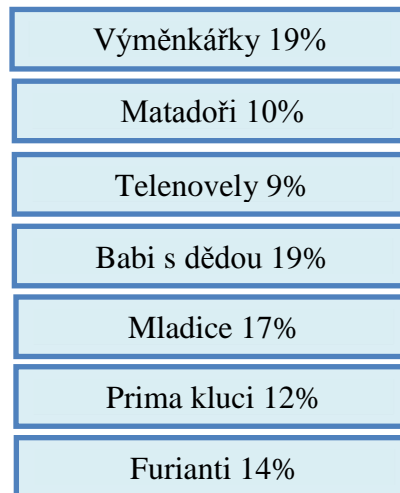 Výměnkářky 19%
Matadoři 10%
Telenovely 9%
Babi s dědou 19%
Mladice 17%
Prima kluci 12%
Furianti 14%